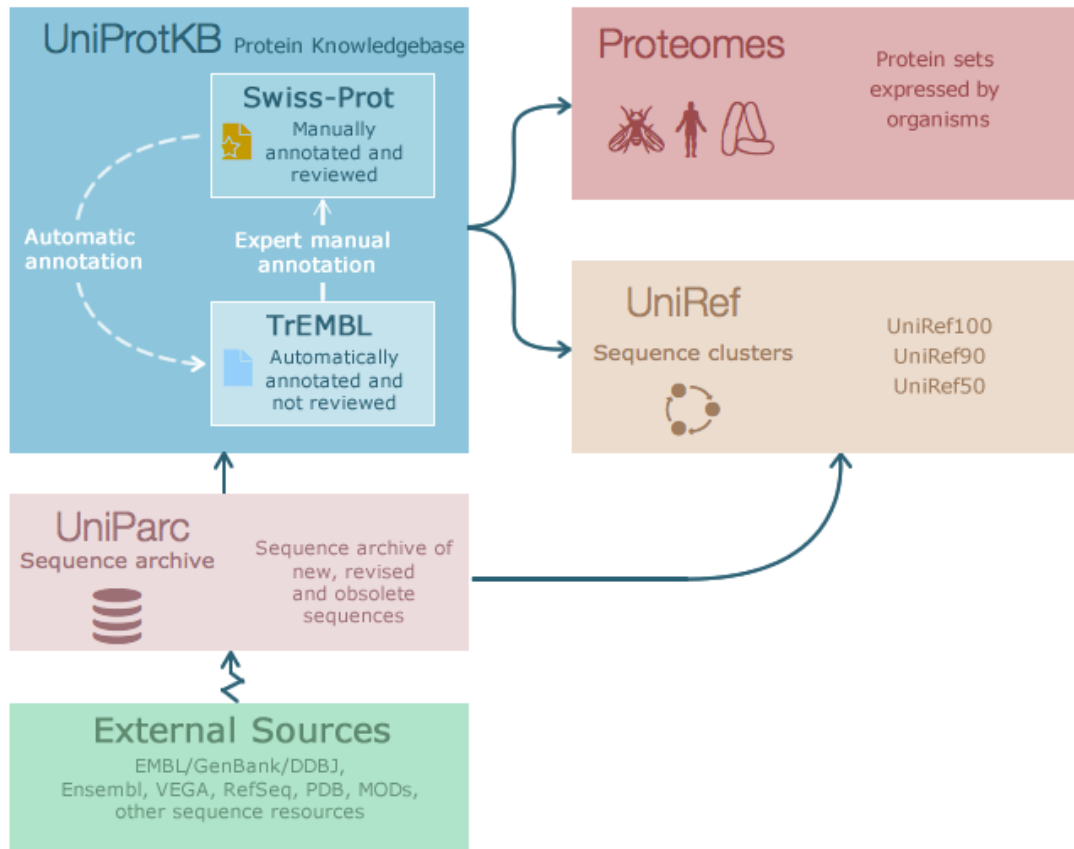 UniProtKB Protein Knowledgebase
Swiss-Prot
Manually
annotated and
reviewed
Automatic
annotation
Expert manual
annotation
TrEMBL
Automatically
annotated and
not reviewed
Proteomes
Protein sets
expressed by
organisms
UniRef
Sequence clusters
UniRef100
UniRef90
UniRef50
UniParc
Sequence archive
Sequence archive of
new, revised
and obsolete
sequences
External Sources
EMBL/GenBank/DDBJ,
Ensembl, VEGA, RefSeq, PDB, MODs,
other sequence resources